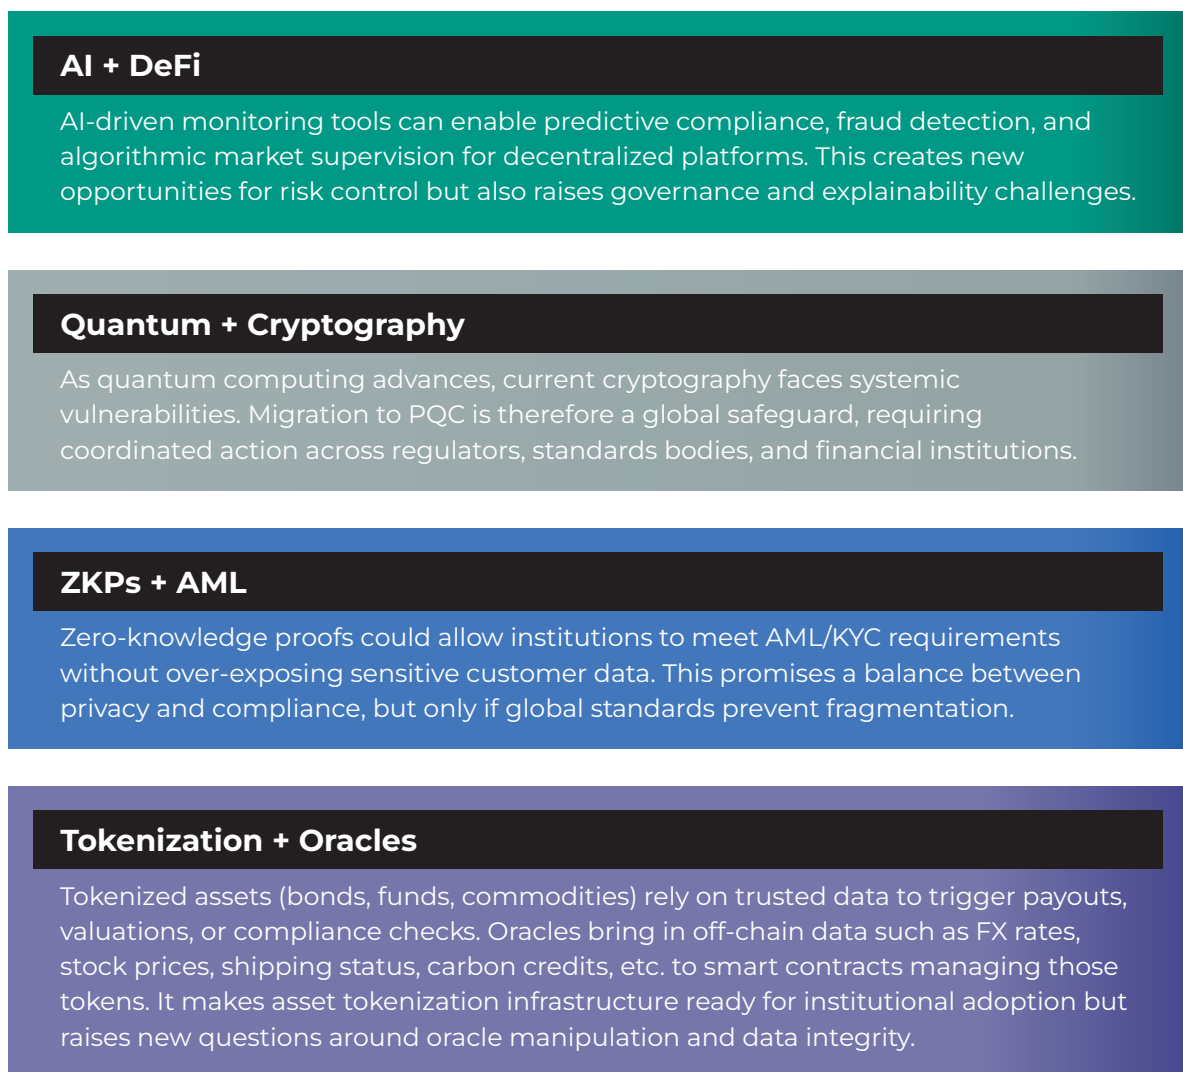 AI + DeFi
AI-driven monitoring tools can enable predictive compliance, fraud detection, and
algorithmic market supervision for decentralized platforms. This creates new
opportunities for risk control but also raises governance and explainability challenges.
Quantum + Cryptography
As quantum computing advances, current cryptography faces systemic
vulnerabilities. Migration to PQC is therefore a global safeguard, requiring
coordinated action across regulators, standards bodies, and financial institutions.
ZKPs + AML
Zero-knowledge proofs could allow institutions to meet AML/KYC requirements
without over-exposing sensitive customer data. This promises a balance between
privacy and compliance, but only if global standards prevent fragmentation.
Tokenization + Oracles
Tokenized assets (bonds, funds, commodities) rely on trusted data to trigger payouts,
valuations, or compliance checks. Oracles bring in off-chain data such as FX rates,
stock prices, shipping status, carbon credits, etc. to smart contracts managing those
tokens. It makes asset tokenization infrastructure ready for institutional adoption but
raises new questions around oracle manipulation and data integrity.